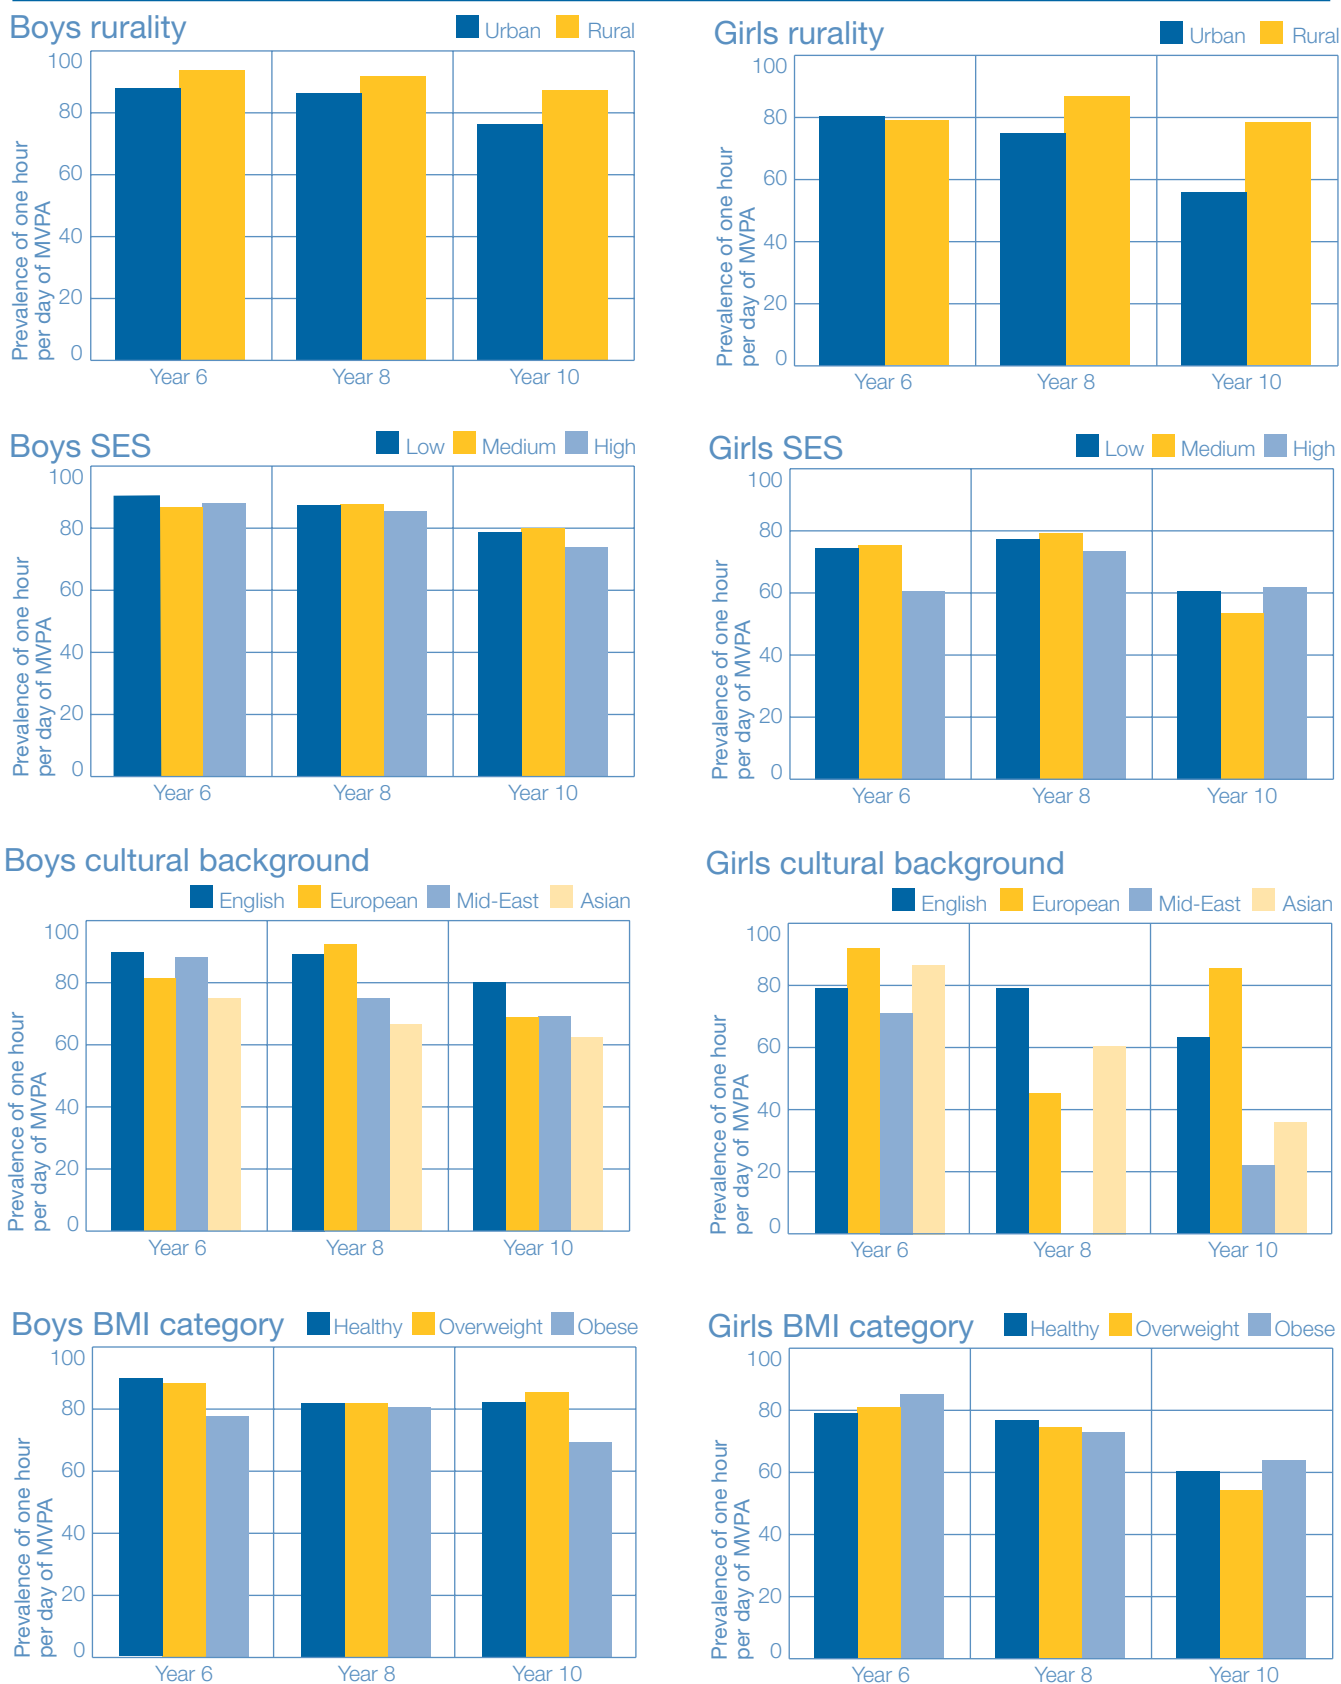 Boys rurality
Urban Rural
100
80
60
40
20
0
Prevalence of one hour
per day of MVPA
Year 6 Year 8 Year 10
Girls rurality
Urban Rural
100
80
60
40
20
0
Prevalence of one hour
per day of MVPA
Year 6 Year 8 Year 10
Boys SES
Low Medium High
100
80
60
40
20
0
Prevalence of one hour
per day of MVPA
Year 6 Year 8 Year 10
Girls SES
Low Medium High
100
80
60
40
20
0
Prevalence of one hour
per day of MVPA
Year 6 Year 8 Year 10
Boys cultural background
English European Mid-East Asian
100
80
60
40
20
0
Prevalence of one hour
per day of MVPA
Year 6 Year 8 Year 10
Girls cultural background
English European Mid-East Asian
100
80
60
40
20
0
Prevalence of one hour
per day of MVPA
Year 6 Year 8 Year 10
Boys BMI category
Healthy Overweight Obese
100
80
60
40
20
0
Prevalence of one hour
per day of MVPA
Year 6 Year 8 Year 10
Girls BMI category
Healthy Overweight Obese
100
80
60
40
20
0
Prevalence of one hour
per day of MVPA
Year 6 Year 8 Year 10